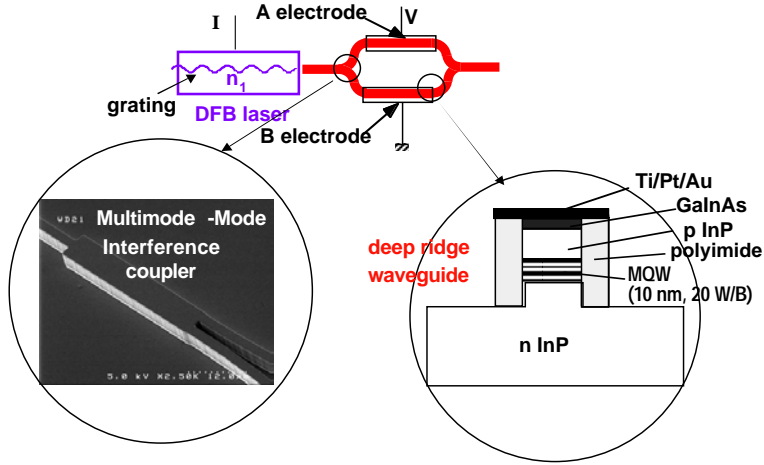 A electrode
I
V
n1
grating
DFB laser
B electrode
Ti/Pt/Au
GaInAs
p InP
polyimide
deep ridge
waveguide
MQW
(10 nm, 20 W/B)
n InP
WD21
Multimode -Mode
Interference
coupler
5.0 kV X2.50K